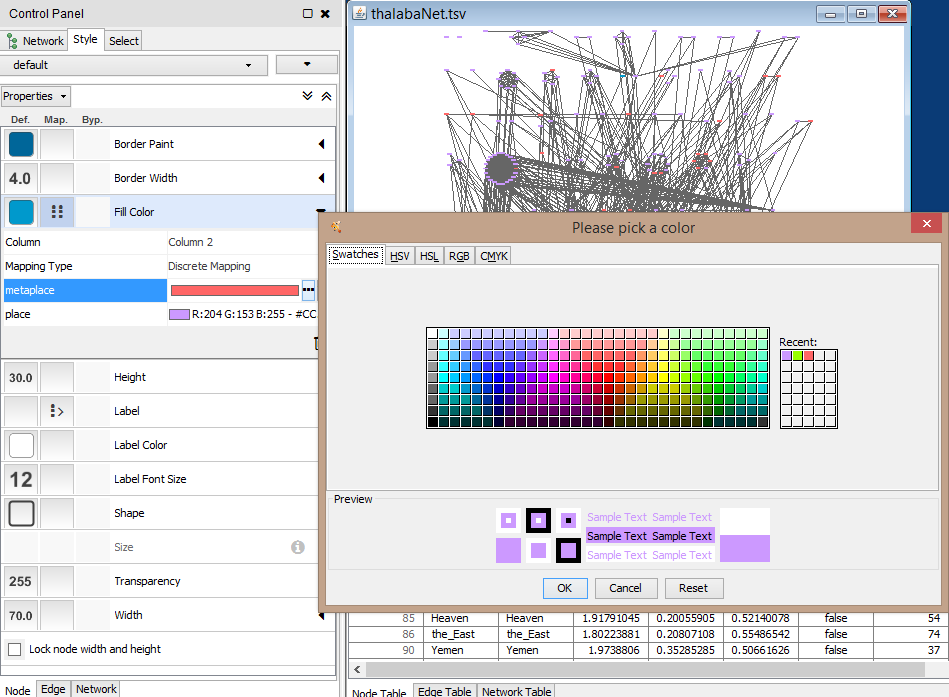 Control Panel
Network Style Select
default
Properties
Def. Map. Byp.
Border Paint
4.0 Border Width
Fill Color
Column Column 2
Mapping Type Discrete Mapping
metaplace
place R:204 G:153 B:255 - #CC
30.0 Height
Label
Label Color
12 Label Font Size
Shape
Size
255 Transparency
70.0 Width
Lock node width and height
Node Edge Network
thalabaNet.tsv
Please pick a color
Swatches HSV HSL RGB CMYK
Recent:
Preview
Sample Text Sample Text
Sample Text Sample Text
Sample Text Sample Text
OK Cancel Reset
85 Heaven Heaven 1.91791045 0.20055905 0.52140078 false 54
86 the_East the_East 1.80223881 0.20807108 0.55486542 false 74
90 Yemen Yemen 1.9738806 0.35285285 0.50661626 false 37
Node Table Edge Table Network Table